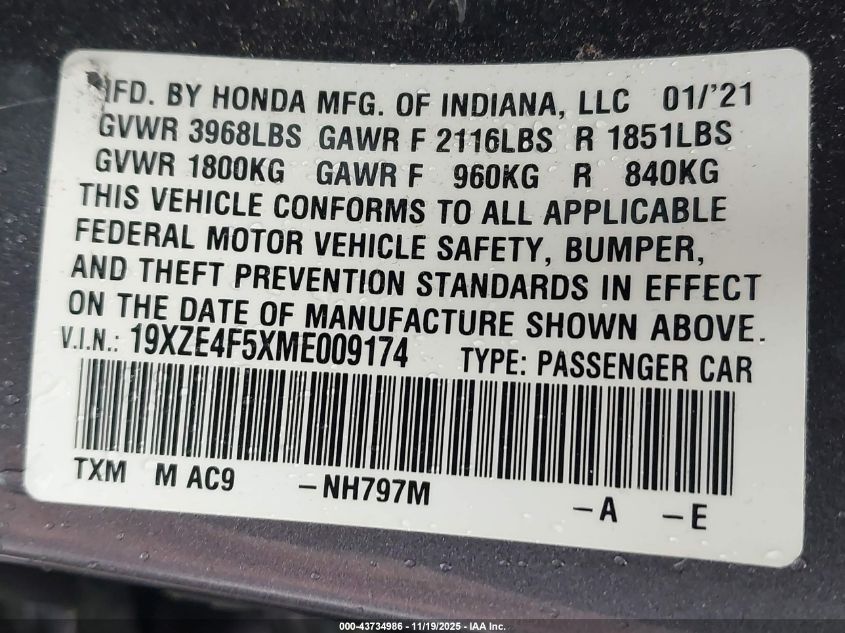 MFD. BY HONDA MFG. OF INDIANA, LLC 01/'21
GVWR 3968LBS GAWR F 2116LBS R 1851LBS
GVWR 1800KG GAWR F 960KG R 840KG
THIS VEHICLE CONFORMS TO ALL APPLICABLE
FEDERAL MOTOR VEHICLE SAFETY, BUMPER,
AND THEFT PREVENTION STANDARDS IN EFFECT
ON THE DATE OF MANUFACTURE SHOWN ABOVE.
V.I.N.: 19XZE4F5XME009174 TYPE: PASSENGER CAR
TXM M AC9 –NH797M –A –E
000-43734986 - 11/19/2025 - IAA Inc.